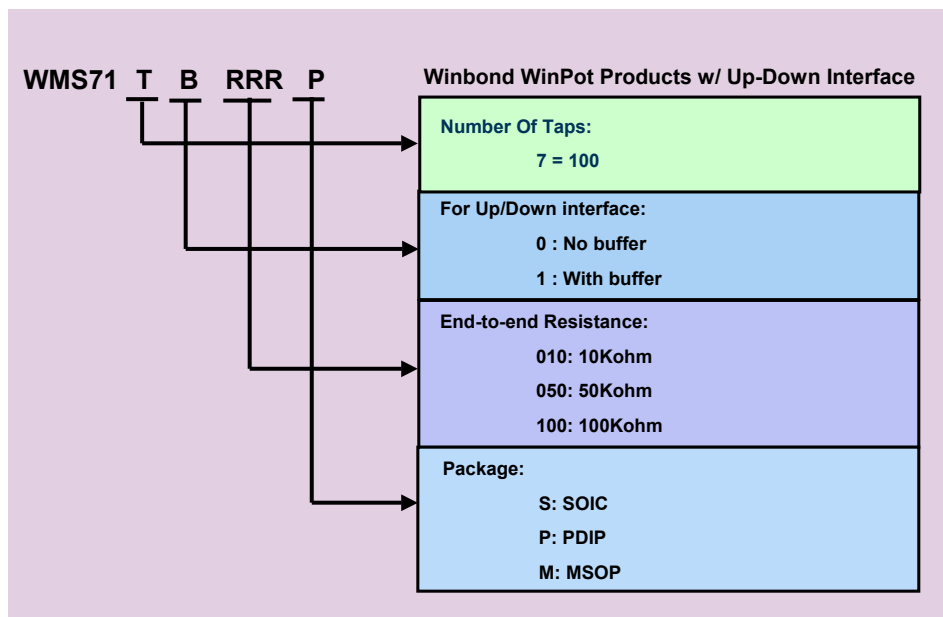 WMS71 T B RRR P
Winbond WinPot Products w/ Up-Down Interface
Number Of Taps:
7 = 100
For Up/Down interface:
0 : No buffer
1 : With buffer
End-to-end Resistance:
010: 10Kohm
050: 50Kohm
100: 100Kohm
Package:
S: SOIC
P: PDIP
M: MSOP